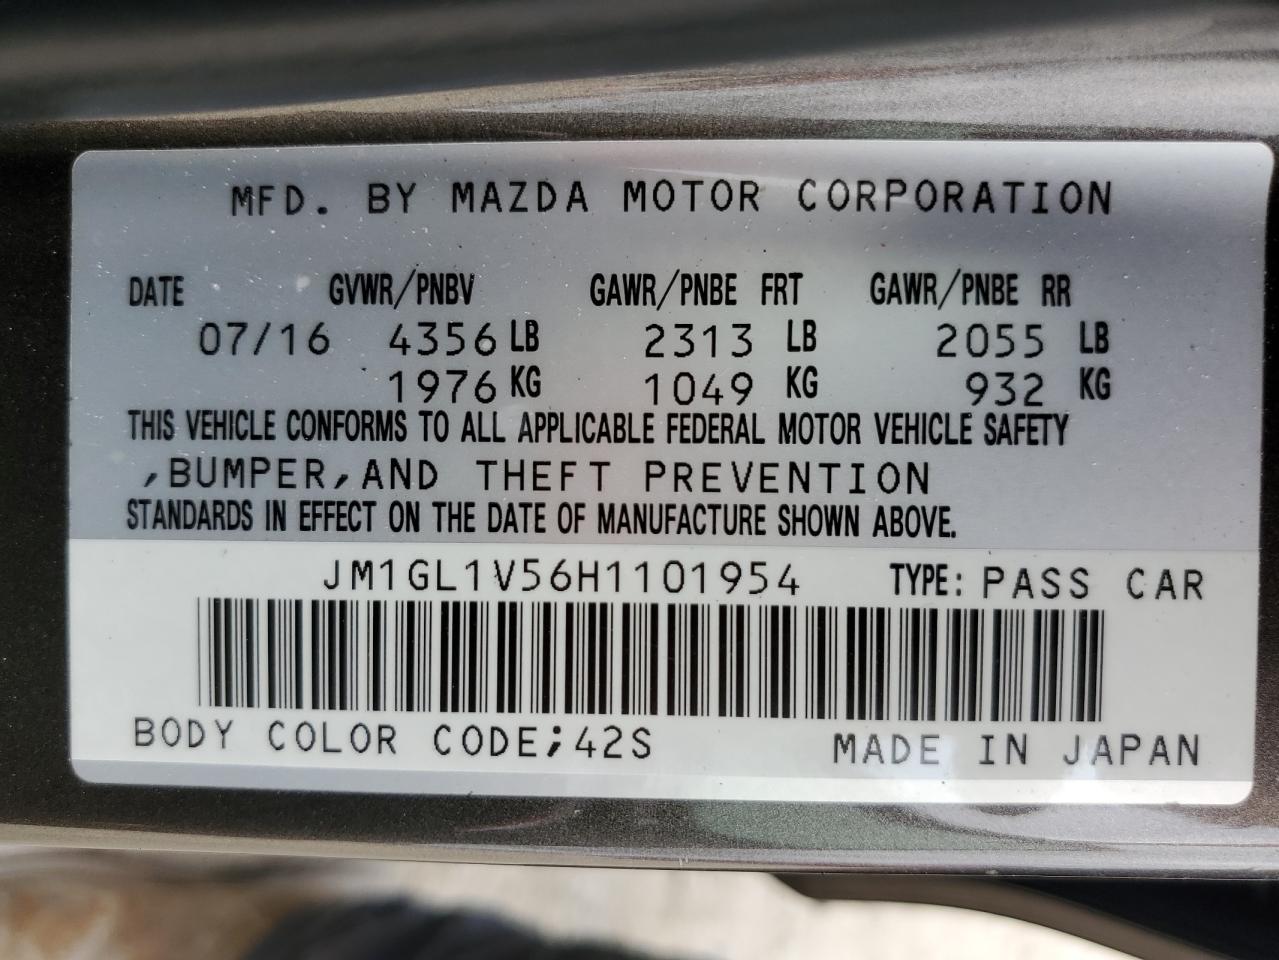 MFD. BY MAZDA MOTOR CORPORATION
DATE GVWR/PNBV GAWR/PNBE FRT GAWR/PNBE RR
07/16 4356 LB 2313 LB 2055 LB
1976 KG 1049 KG 932 KG
THIS VEHICLE CONFORMS TO ALL APPLICABLE FEDERAL MOTOR VEHICLE SAFETY
,BUMPER,AND THEFT PREVENTION
STANDARDS IN EFFECT ON THE DATE OF MANUFACTURE SHOWN ABOVE.
JM1GL1V56H1101954 TYPE: PASS CAR
BODY COLOR CODE;42S MADE IN JAPAN